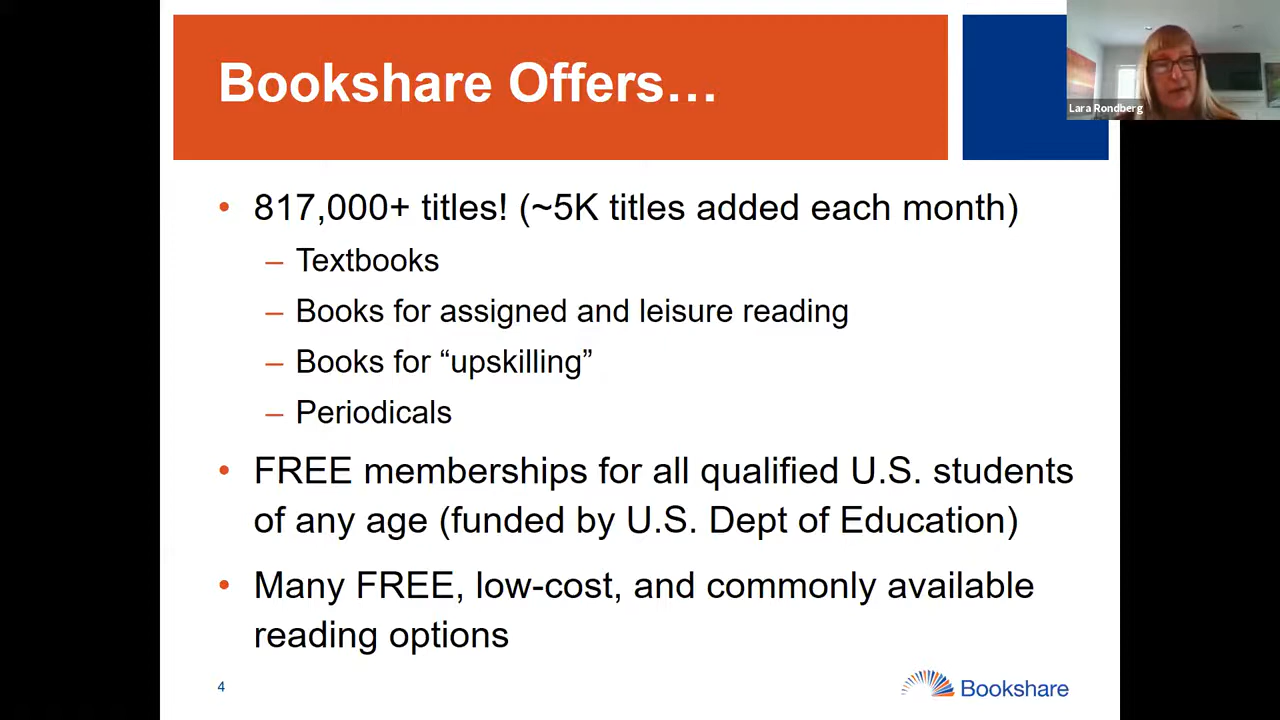 Bookshare Offers…
Lara Rondberg
• 817,000+ titles! (~5K titles added each month)
– Textbooks
– Books for assigned and leisure reading
– Books for “upskilling”
– Periodicals
• FREE memberships for all qualified U.S. students
of any age (funded by U.S. Dept of Education)
• Many FREE, low-cost, and commonly available
reading options
4
Bookshare